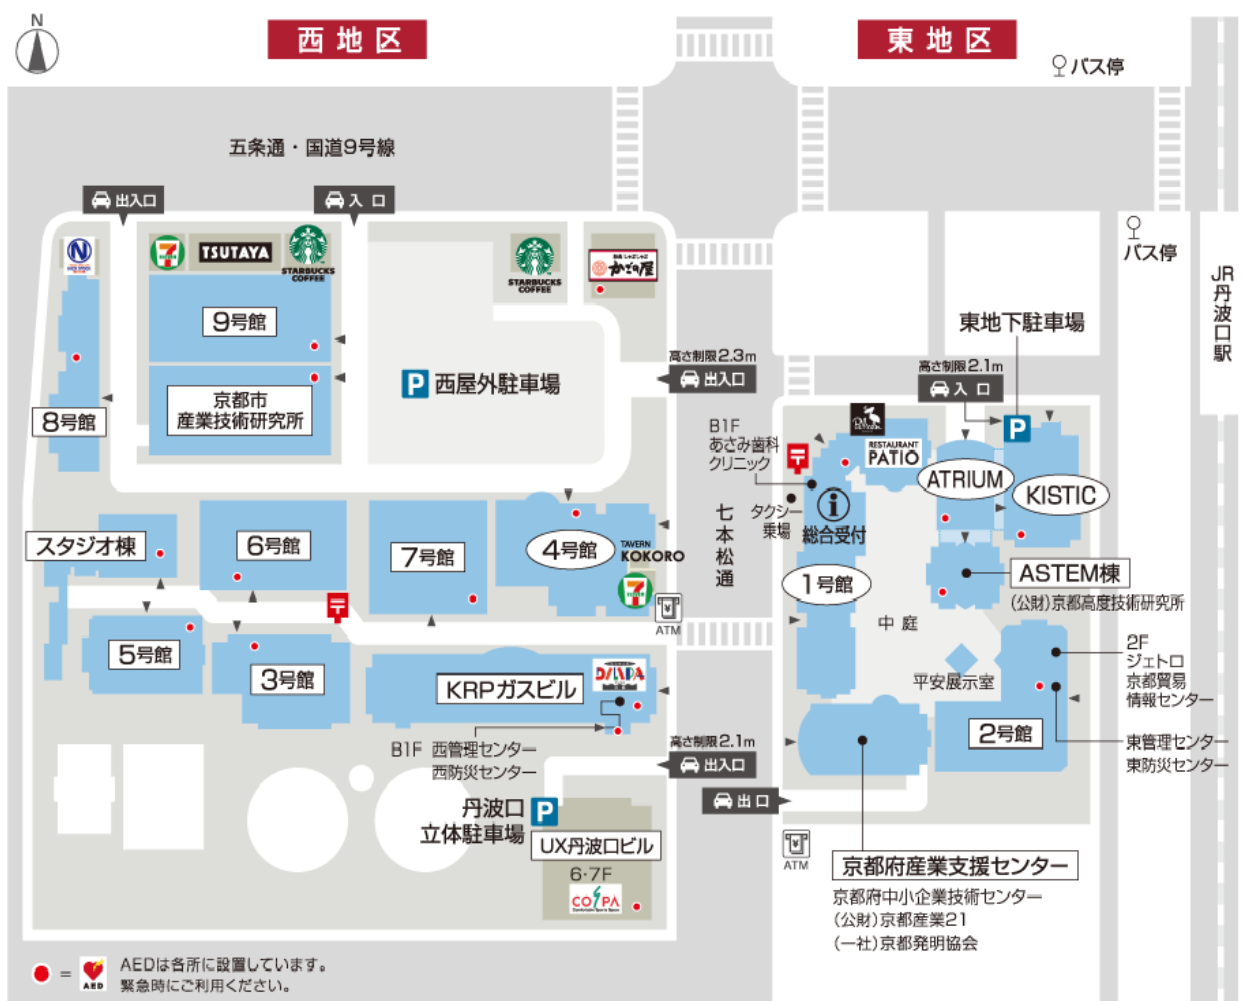 N
西地区
東地区
バス停
五条通・国道9号線
出入口
入口
バス停
TSUTAYA
STARBUCKS
COFFEE
STARBUCKS
COFFEE
かごの屋
JR丹波口駅
9号館
東地下駐車場
P
高さ制限2.3m
出入口
高さ制限2.1m
入口
P 西屋外駐車場
京都市
産業技術研究所
8号館
B1F
あさみ歯科
クリニック
RESTAURANT
PATIO
ATRIUM
KISTIC
タクシー
乗場
総合受付
七本松通
スタジオ棟
6号館
7号館
4号館
TAVERN
KOKORO
1号館
ASTEM棟
(公財)京都高度技術研究所
ATM
中庭
5号館
3号館
KRPガスビル
平安展示室
2F
ジェトロ
京都貿易
情報センター
2号館
東管理センター
東防災センター
B1F 西管理センター
西防災センター
高さ制限2.1m
出入口
出口
丹波口
立体駐車場
P
UX丹波口ビル
6・7F
CO PA
ATM
京都府産業支援センター
京都府中小企業技術センター
(公財)京都産業21
(一社)京都発明協会
= AED
AEDは各所に設置しています。
緊急時にご利用ください。